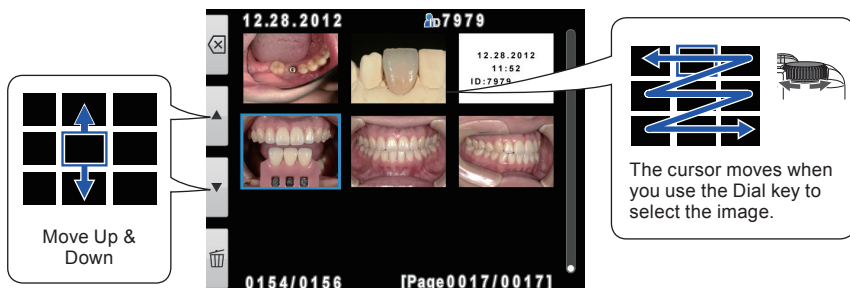 12.28.2012
ID7979
12.28.2012
11:52
ID:7979
G
0154/0156
[Page0017/0017]
Move Up &
Down
The cursor moves when
you use the Dial key to
select the image.